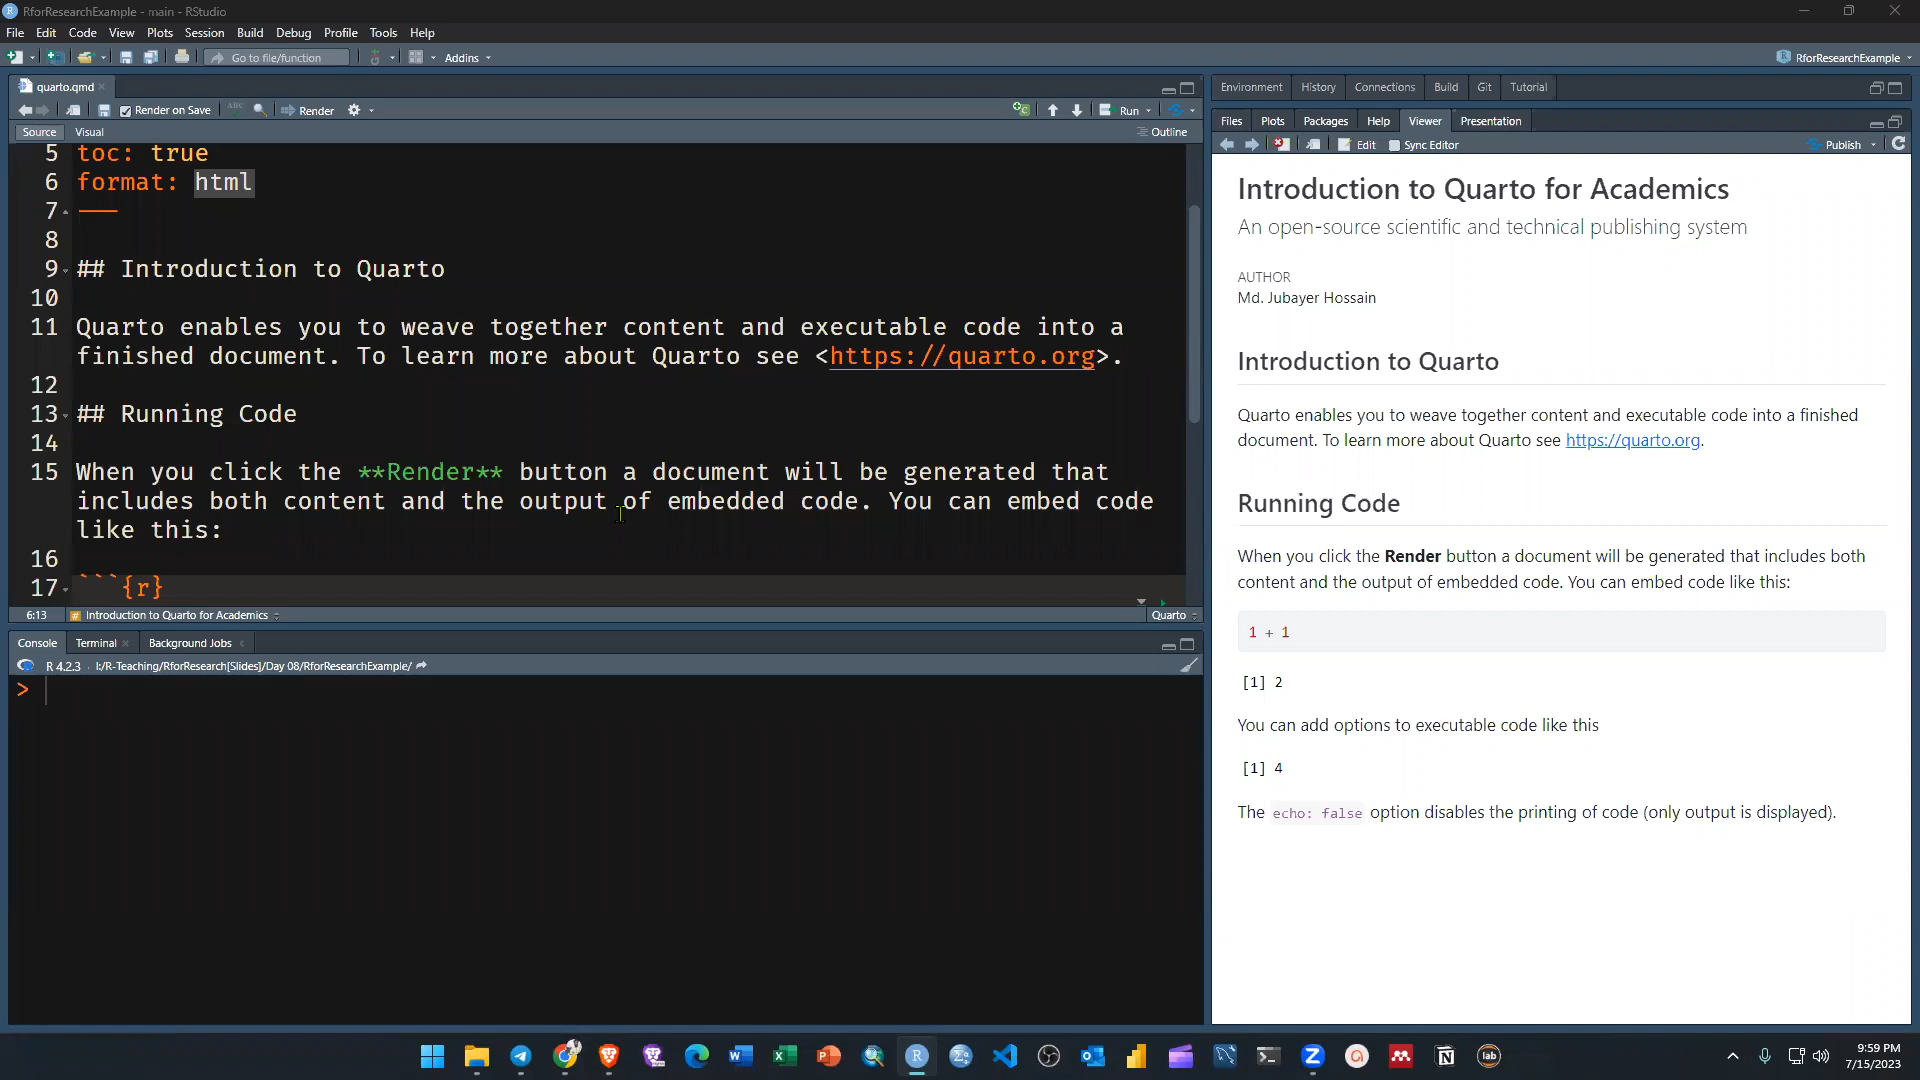 RforResearchExample - main - RStudio
File Edit Code View Plots Session Build Debug Profile Tools Help
Go to file/function Addins RforResearchExample
quarto.qmd
Render on Save ABC Render Run
Source Visual Outline
5 toc: true
6 format: html
7 ---
8
9 ## Introduction to Quarto
10
11 Quarto enables you to weave together content and executable code into a
finished document. To learn more about Quarto see <https://quarto.org>.
12
13 ## Running Code
14
15 When you click the **Render** button a document will be generated that
includes both content and the output of embedded code. You can embed code
like this:
16
17 ```{r}
6:13 # Introduction to Quarto for Academics Quarto
Console Terminal Background Jobs
R 4.2.3 · I:/R-Teaching/RforResearch[Slides]/Day 08/RforResearchExample/
>
Environment History Connections Build Git Tutorial
Files Plots Packages Help Viewer Presentation
Edit Sync Editor Publish
Introduction to Quarto for Academics
An open-source scientific and technical publishing system
AUTHOR
Md. Jubayer Hossain
Introduction to Quarto
Quarto enables you to weave together content and executable code into a finished
document. To learn more about Quarto see https://quarto.org.
Running Code
When you click the Render button a document will be generated that includes both
content and the output of embedded code. You can embed code like this:
1 + 1
[1] 2
You can add options to executable code like this
[1] 4
The echo: false option disables the printing of code (only output is displayed).
lab
9:59 PM
7/15/2023